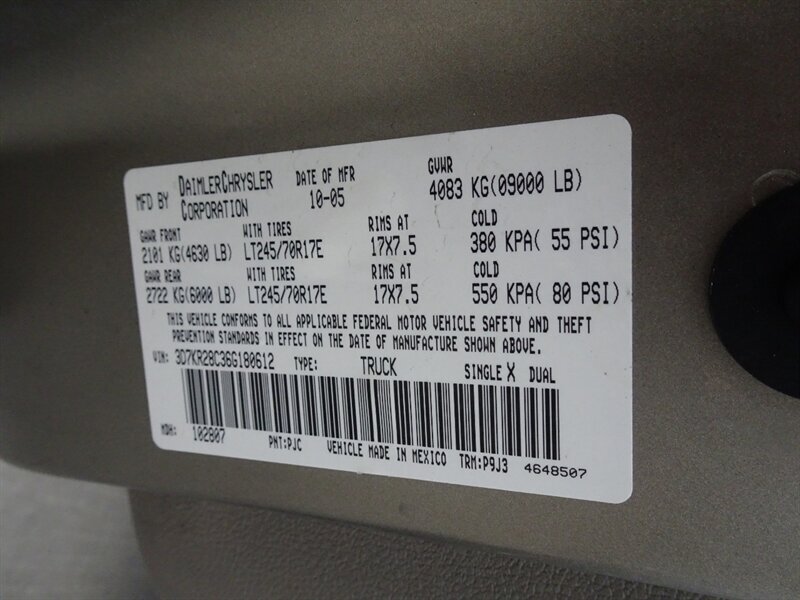 MFD BY DAIMLERCHRYSLER CORPORATION DATE OF MFR 10-05 GVWR 4083 KG(09000 LB)
GAWR FRONT WITH TIRES RIMS AT COLD
2101 KG(4630 LB) LT245/70R17E 17X7.5 380 KPA( 55 PSI)
GAWR REAR WITH TIRES RIMS AT COLD
2722 KG(6000 LB) LT245/70R17E 17X7.5 550 KPA( 80 PSI)
THIS VEHICLE CONFORMS TO ALL APPLICABLE FEDERAL MOTOR VEHICLE SAFETY AND THEFT
PREVENTION STANDARDS IN EFFECT ON THE DATE OF MANUFACTURE SHOWN ABOVE.
VIN: 3D7KR28C36G180612 TYPE: TRUCK SINGLE X DUAL
MDH: 102807 PNT:PJC VEHICLE MADE IN MEXICO TRM:P9J3 4648507